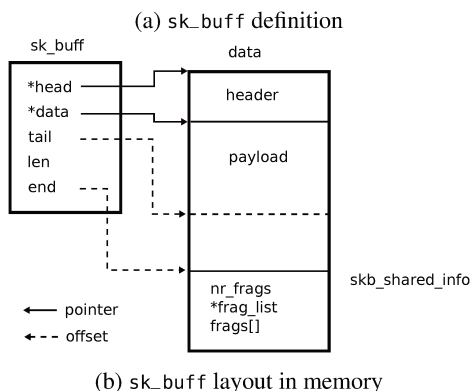 (a) sk_buff definition
sk_buff
data
*head
*data
tail
len
end
header
payload
skb_shared_info
nr_frags
*frag_list
frags[]
pointer
offset
(b) sk_buff layout in memory